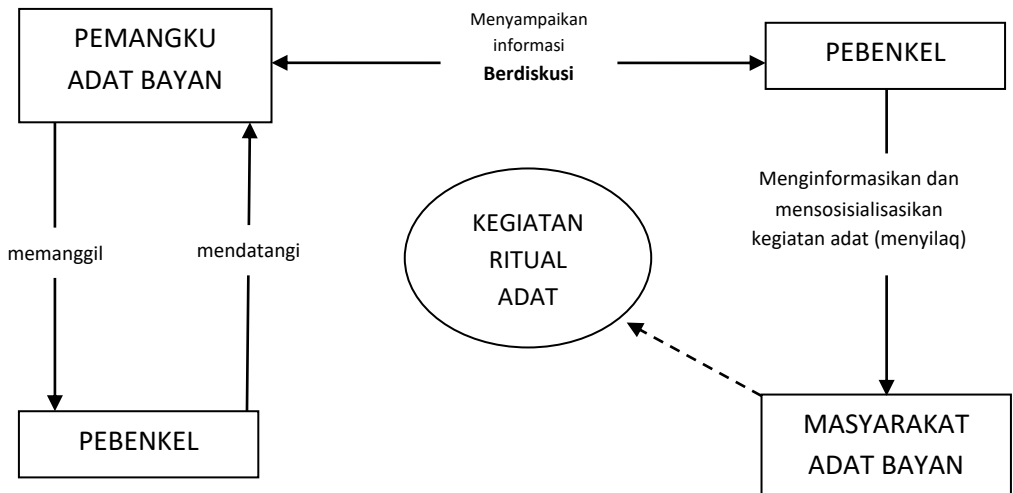 PEMANGKU
ADAT BAYAN
Menyampaikan
informasi
Berdiskusi
PEBENKEL
memanggil
mendatangi
KEGIATAN
RITUAL
ADAT
Menginformasikan dan
mensosisialisasikan
kegiatan adat (menyilaq)
PEBENKEL
MASYARAKAT
ADAT BAYAN